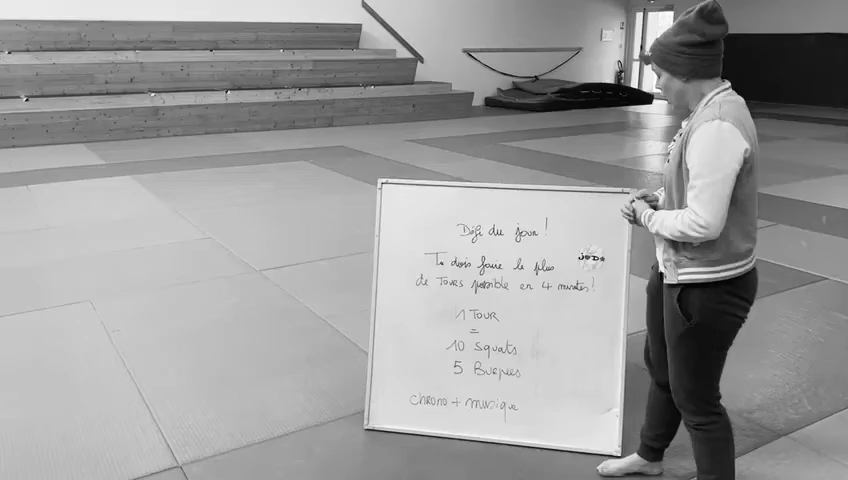 Défi du jour !
JUDO
Tu dois faire le plus
de Tours possible en 4 minutes !
1 TOUR
=
10 Squats
5 Burpees
chrono + musique